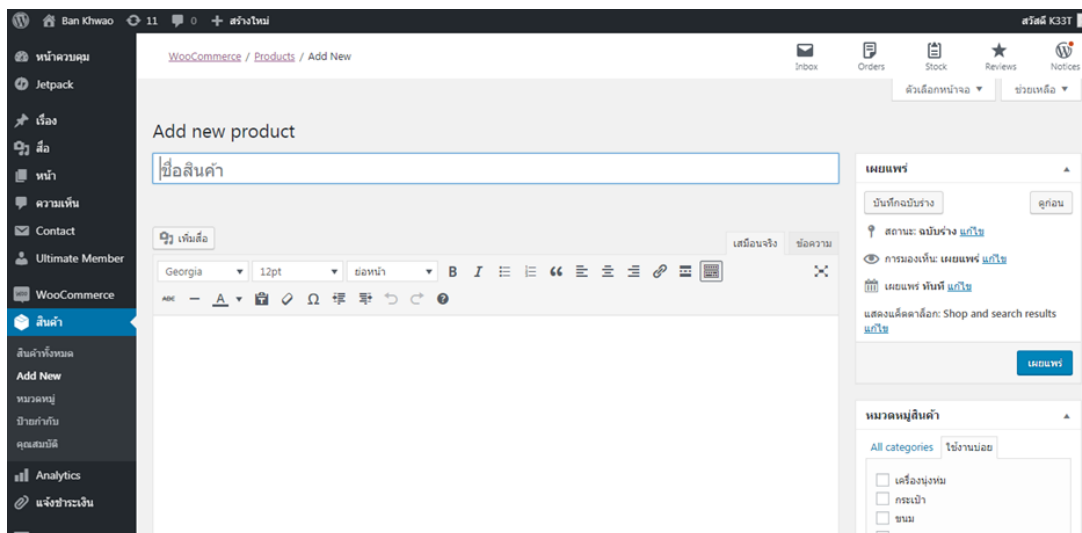 Ban Khwao 11 0 + สร้างใหม่ สวัสดี K33T
หน้าควบคุม
Jetpack
เรื่อง
สื่อ
หน้า
ความเห็น
Contact
Ultimate Member
WooCommerce
สินค้า
สินค้าทั้งหมด
Add New
หมวดหมู่
ป้ายกำกับ
คุณสมบัติ
Analytics
แจ้งชำระเงิน
WooCommerce / Products / Add New
Inbox
Orders
Stock
Reviews
Notices
ตัวเลือกหน้าจอ ▼
ช่วยเหลือ ▼
Add new product
ชื่อสินค้า
เพิ่มสื่อ
เสมือนจริง
ข้อความ
Georgia
12pt
ย่อหน้า
B I
ABC
A
Ω
เผยแพร่
บันทึกฉบับร่าง
ดูก่อน
สถานะ: ฉบับร่าง แก้ไข
การมองเห็น: เผยแพร่ แก้ไข
เผยแพร่ ทันที แก้ไข
แสดงแค็ตตาล็อก: Shop and search results
แก้ไข
เผยแพร่
หมวดหมู่สินค้า
All categories
ใช้งานบ่อย
เครื่องนุ่งห่ม
กระเป๋า
ขนม